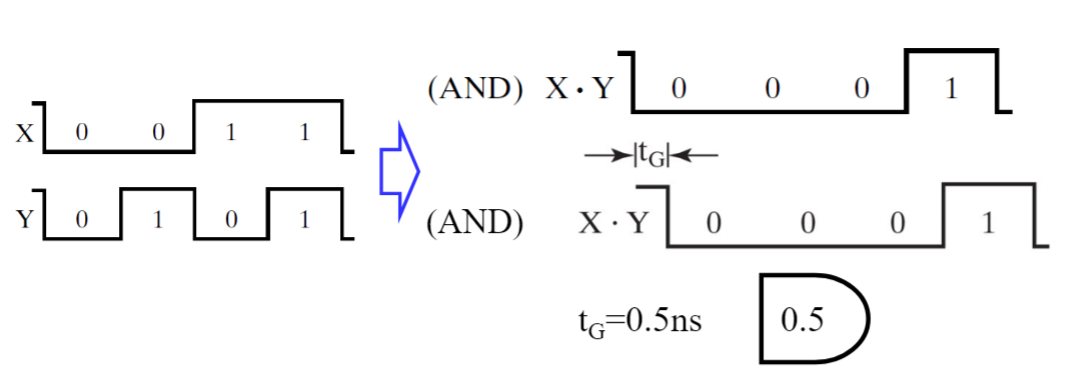 (AND) X · Y 0 0 0 1
X 0 0 1 1
tG
Y 0 1 0 1
(AND) X · Y 0 0 0 1
tG=0.5ns 0.5